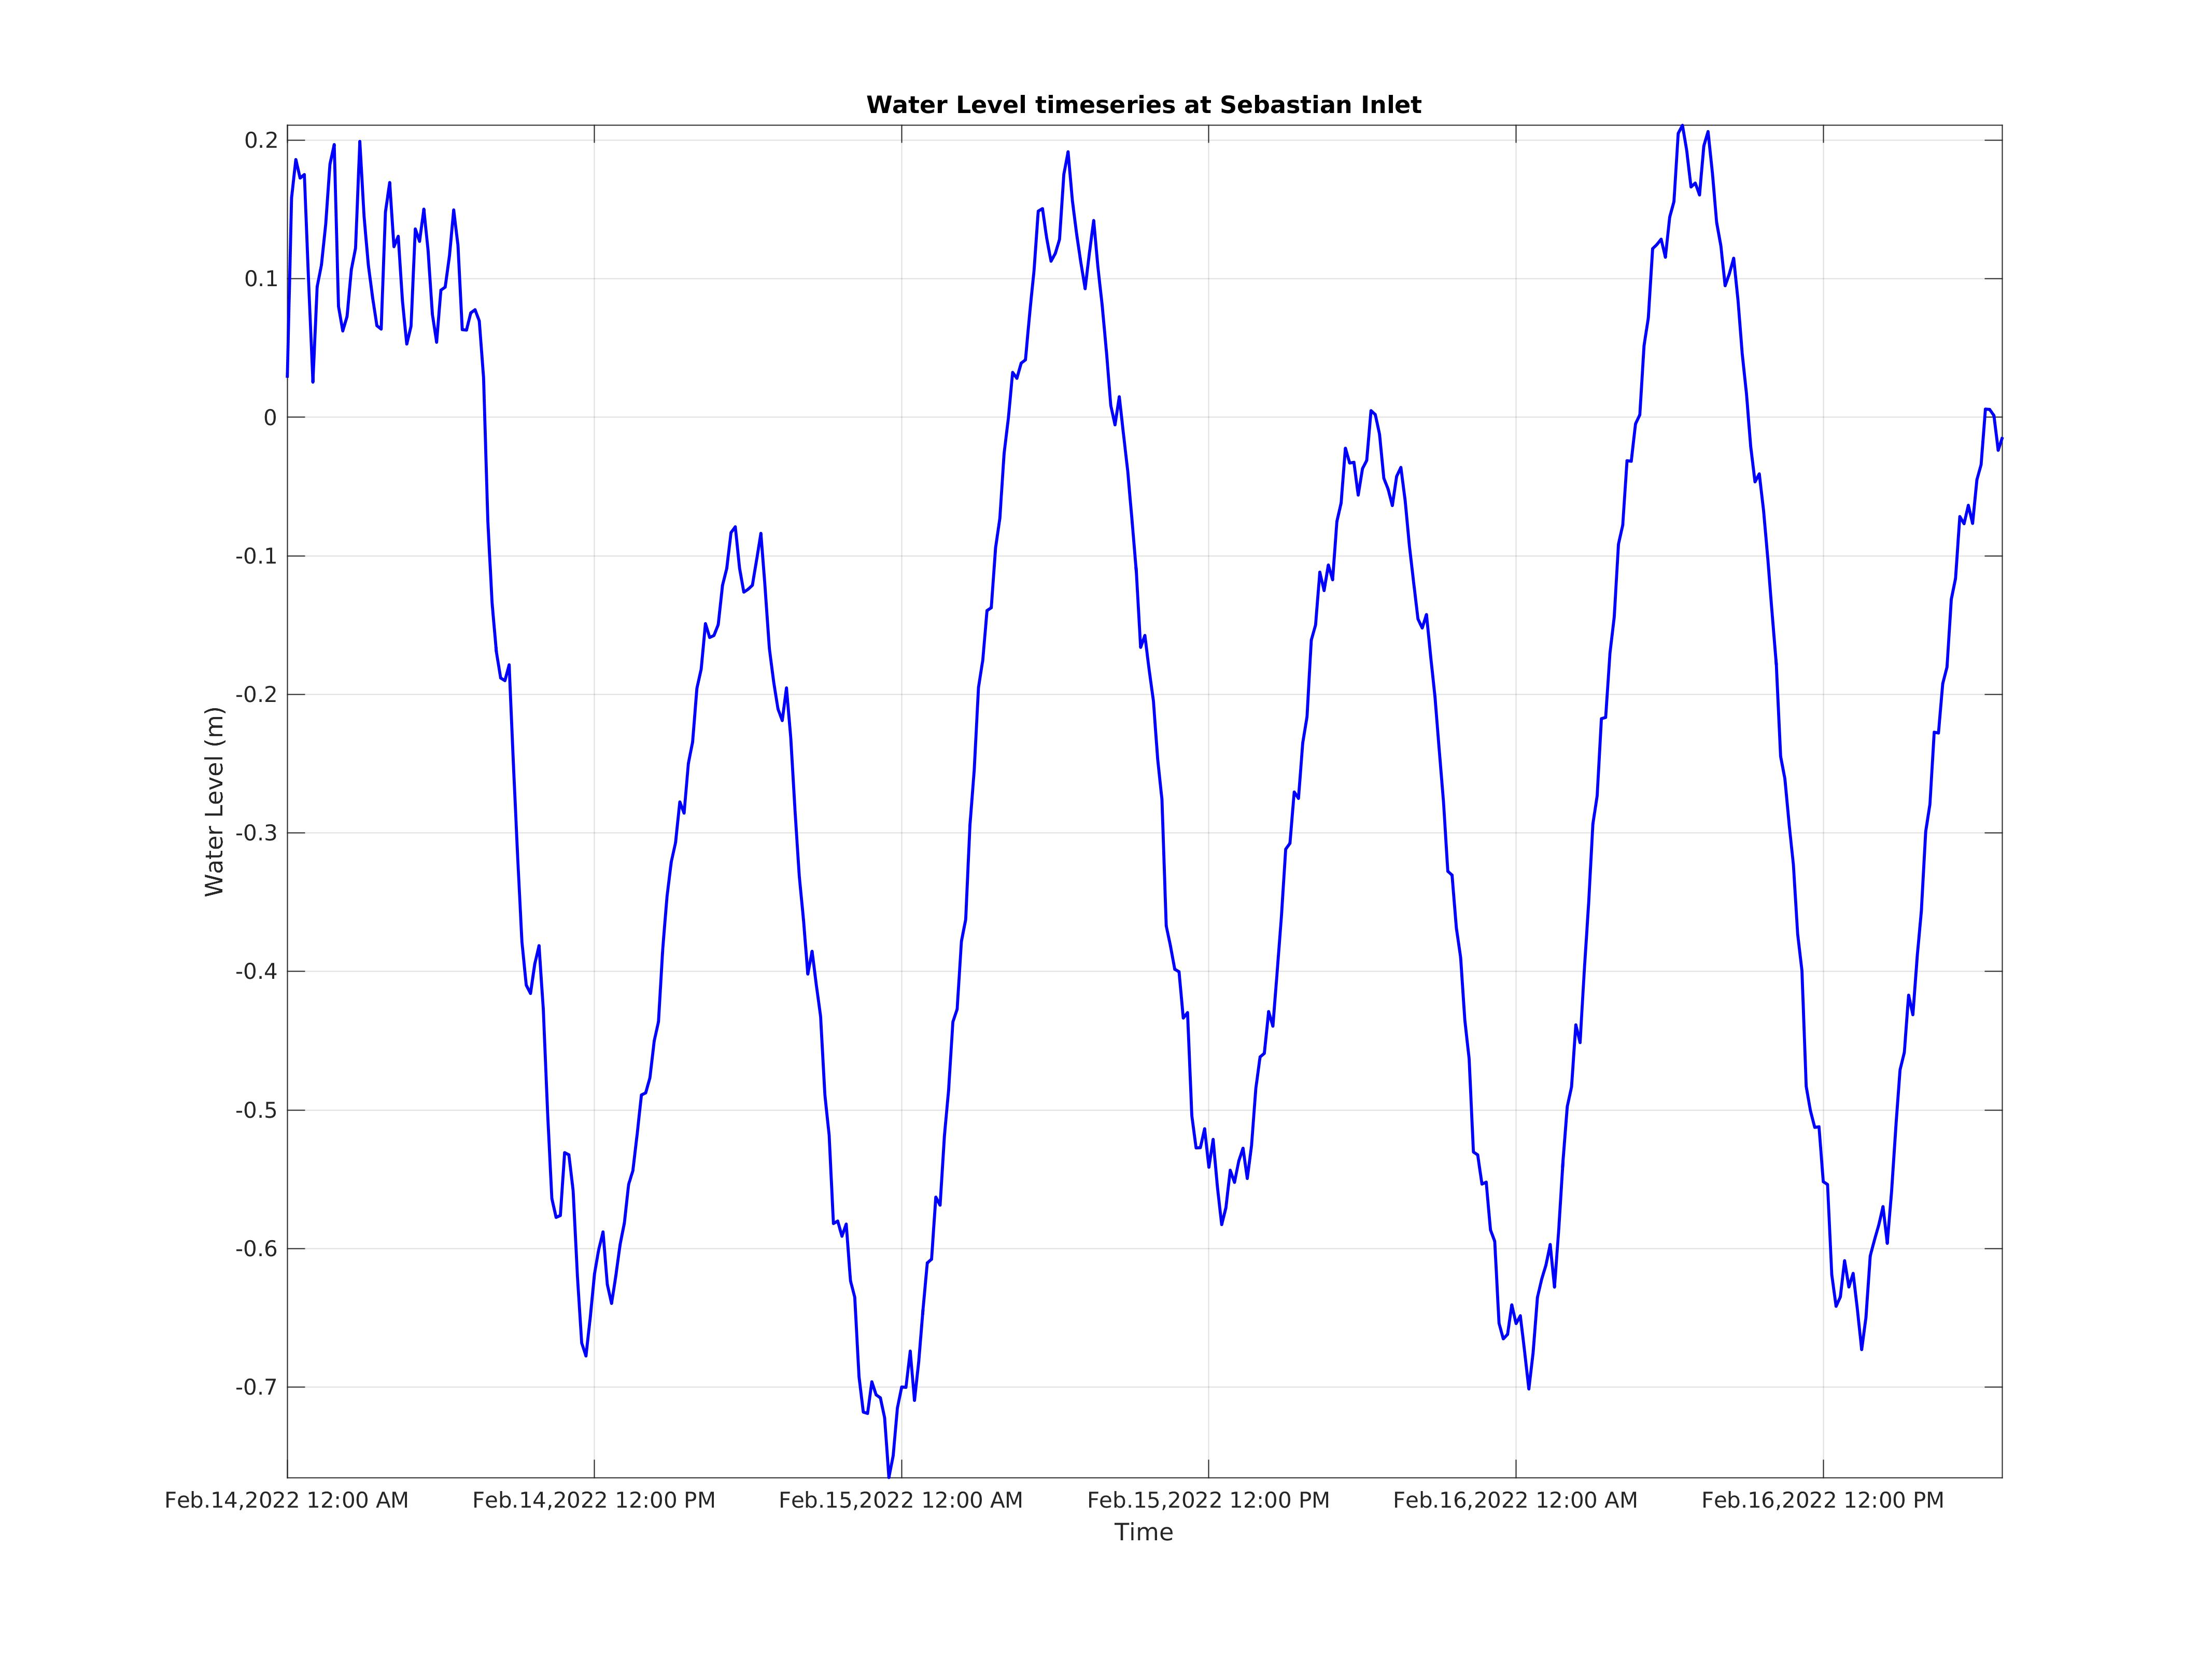 Water Level timeseries at Sebastian Inlet
0.2
0.1
0
-0.1
-0.2
-0.3
-0.4
-0.5
-0.6
-0.7
Water Level (m)
Feb.14,2022 12:00 AM
Feb.14,2022 12:00 PM
Feb.15,2022 12:00 AM
Feb.15,2022 12:00 PM
Feb.16,2022 12:00 AM
Feb.16,2022 12:00 PM
Time